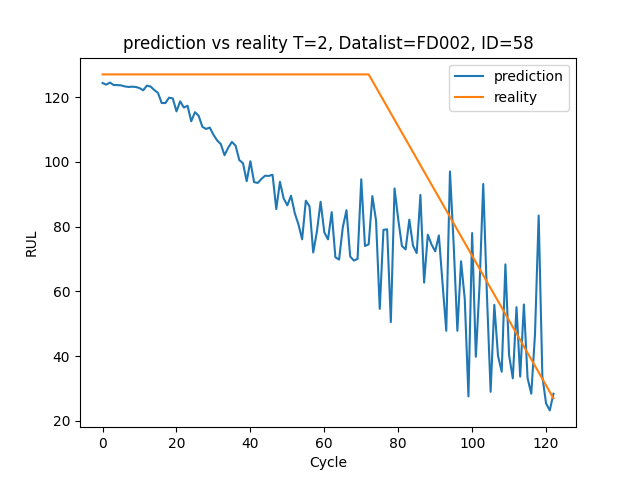 prediction vs reality T=2, Datalist=FD002, ID=58
prediction
reality
RUL
120
100
80
60
40
20
0
20
40
60
80
100
120
Cycle